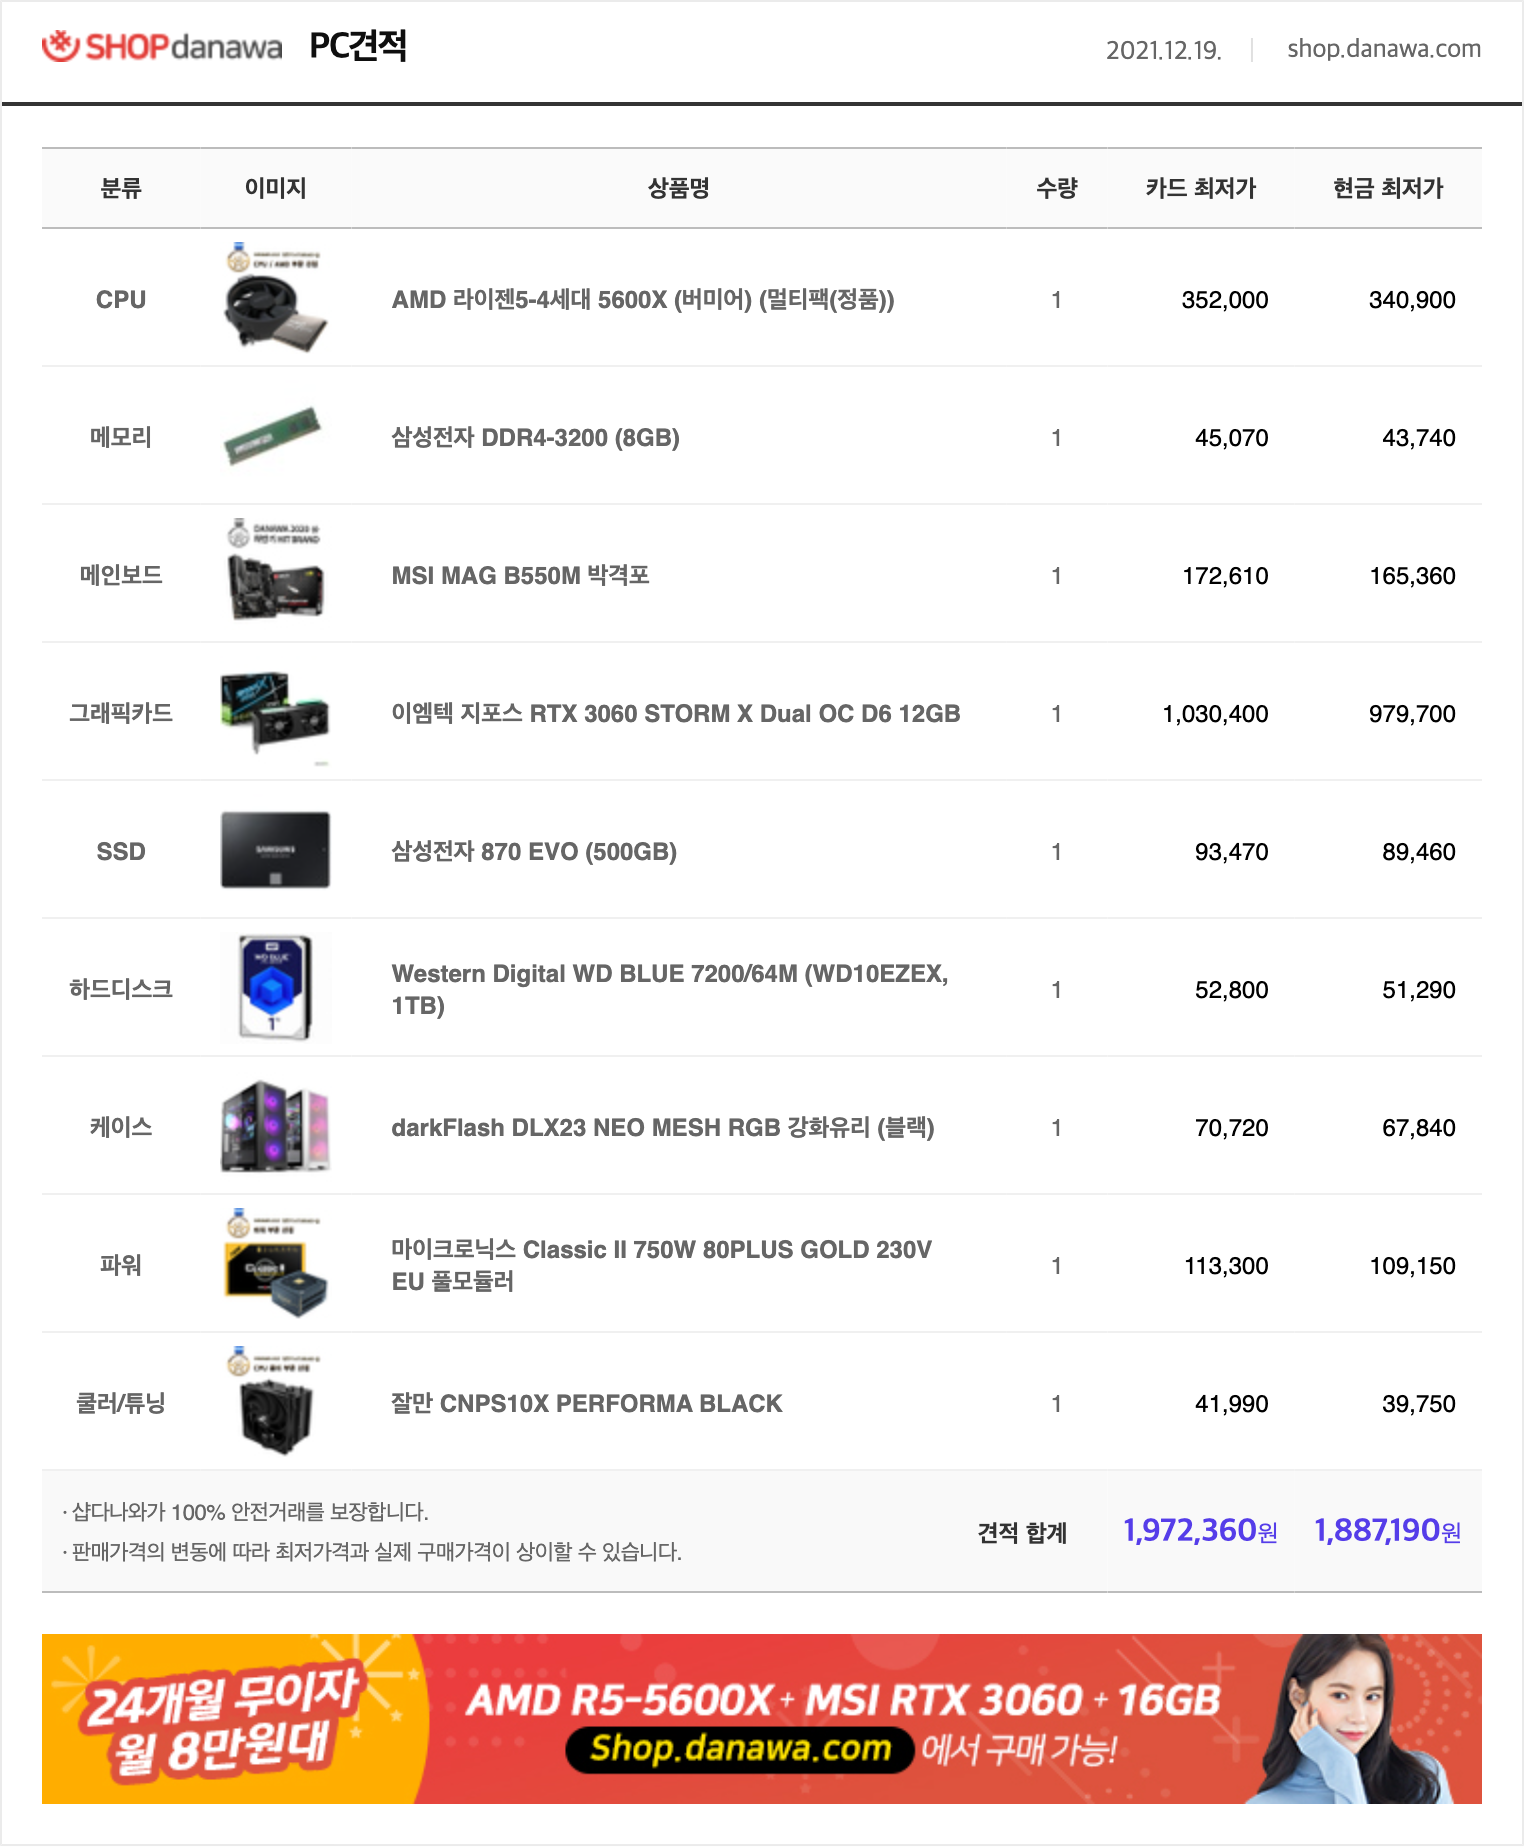 SHOPdanawa PC견적
2021.12.19. shop.danawa.com
분류 이미지 상품명 수량 카드 최저가 현금 최저가
CPU AMD 라이젠5-4세대 5600X (버미어) (멀티팩(정품)) 1 352,000 340,900
메모리 삼성전자 DDR4-3200 (8GB) 1 45,070 43,740
DANAWA 2020
하반기 HIT BRAND
메인보드 MSI MAG B550M 박격포 1 172,610 165,360
그래픽카드 이엠텍 지포스 RTX 3060 STORM X Dual OC D6 12GB 1 1,030,400 979,700
SSD SAMSUNG 삼성전자 870 EVO (500GB) 1 93,470 89,460
하드디스크 WD BLUE 1TB Western Digital WD BLUE 7200/64M (WD10EZEX,
1TB) 1 52,800 51,290
케이스 darkFlash DLX23 NEO MESH RGB 강화유리 (블랙) 1 70,720 67,840
파워 Classic II 마이크로닉스 Classic II 750W 80PLUS GOLD 230V
EU 풀모듈러 1 113,300 109,150
쿨러/튜닝 잘만 CNPS10X PERFORMA BLACK 1 41,990 39,750
· 샵다나와가 100% 안전거래를 보장합니다.
· 판매가격의 변동에 따라 최저가격과 실제 구매가격이 상이할 수 있습니다.
견적 합계 1,972,360원 1,887,190원
24개월 무이자
월 8만원대
AMD R5-5600X + MSI RTX 3060 + 16GB
Shop.danawa.com 에서 구매 가능!